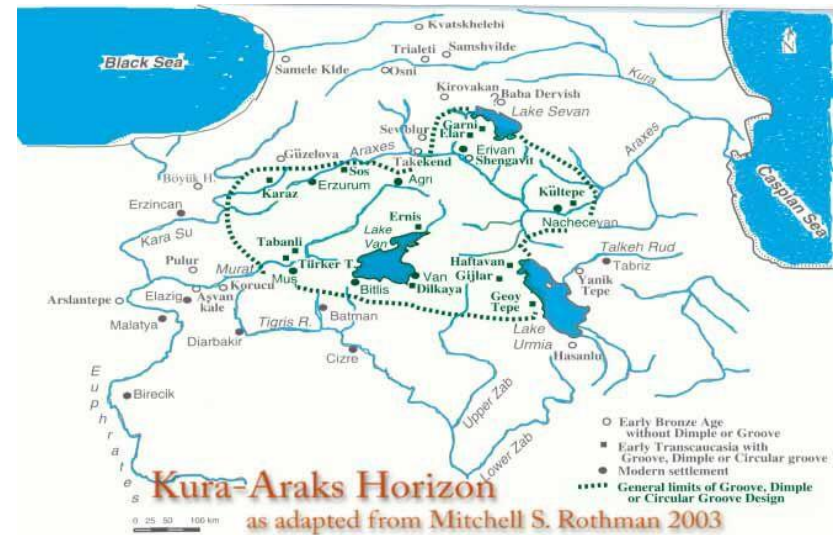 Kvatskhelebi
Black Sea
Trialeti
Samshvilde
Samele Klde
Osni
Kura
Kirovakan
Baba Dervish
Lake Sevan
Garni
Elar
Sev blur
Araxes
Erivan
Shengavit
Takekend
Araxes
Caspian Sea
Güzelova
Sos
Böyük H.
Karaz
Erzurum
Agri
Kültepe
Nachecevan
Erzincan
Ernis
Kara Su
Lake
Van
Tabanli
Talkeh Rud
Haftavan
Tabriz
Pulur
Murat
Türker T.
Van
Gijlar
Yanik
Tepe
Korucu
Muş
Bitlis
Dilkaya
Geoy
Tepe
Arslantepe
Elazig
Aşvan
kale
Batman
Lake
Urmia
Malatya
Tigris R.
Diarbakir
Cizre
Hasanlu
Euphrates
Birecik
Upper Zab
Lower Zab
Early Bronze Age
without Dimple or Groove
Early Transcaucasia with
Groove, Dimple or Circular groove
Modern settlement
General limits of Groove, Dimple
or Circular Groove Design
Kura-Araks Horizon
as adapted from Mitchell S. Rothman 2003
0 25 50 100 km